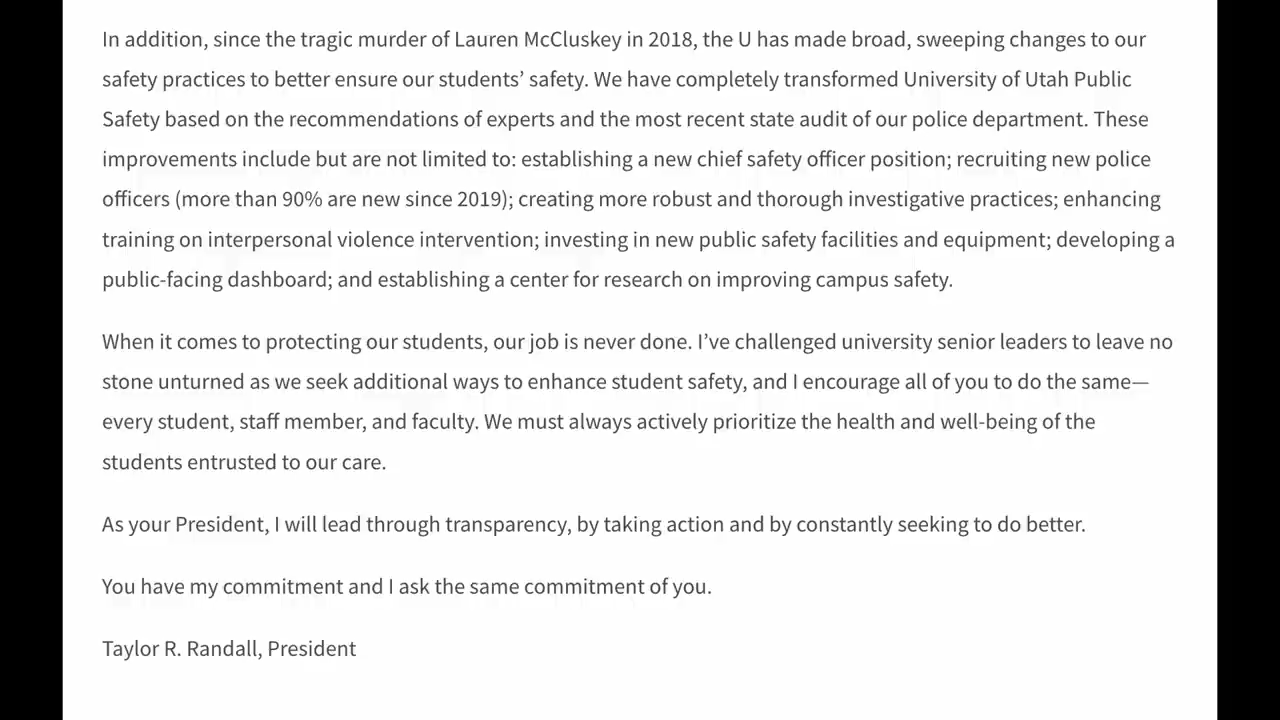 In addition, since the tragic murder of Lauren McCluskey in 2018, the U has made broad, sweeping changes to our
safety practices to better ensure our students’ safety. We have completely transformed University of Utah Public
Safety based on the recommendations of experts and the most recent state audit of our police department. These
improvements include but are not limited to: establishing a new chief safety officer position; recruiting new police
officers (more than 90% are new since 2019); creating more robust and thorough investigative practices; enhancing
training on interpersonal violence intervention; investing in new public safety facilities and equipment; developing a
public-facing dashboard; and establishing a center for research on improving campus safety.
When it comes to protecting our students, our job is never done. I’ve challenged university senior leaders to leave no
stone unturned as we seek additional ways to enhance student safety, and I encourage all of you to do the same—
every student, staff member, and faculty. We must always actively prioritize the health and well-being of the
students entrusted to our care.
As your President, I will lead through transparency, by taking action and by constantly seeking to do better.
You have my commitment and I ask the same commitment of you.
Taylor R. Randall, President